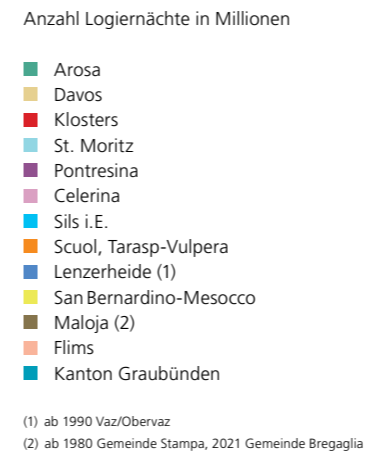 Anzahl Logiernächte in Millionen
Arosa
Davos
Klosters
St. Moritz
Pontresina
Celerina
Sils i.E.
Scuol, Tarasp-Vulpera
Lenzerheide (1)
San Bernardino-Mesocco
Maloja (2)
Flims
Kanton Graubünden
(1) ab 1990 Vaz/Obervaz
(2) ab 1980 Gemeinde Stampa, 2021 Gemeinde Bregaglia